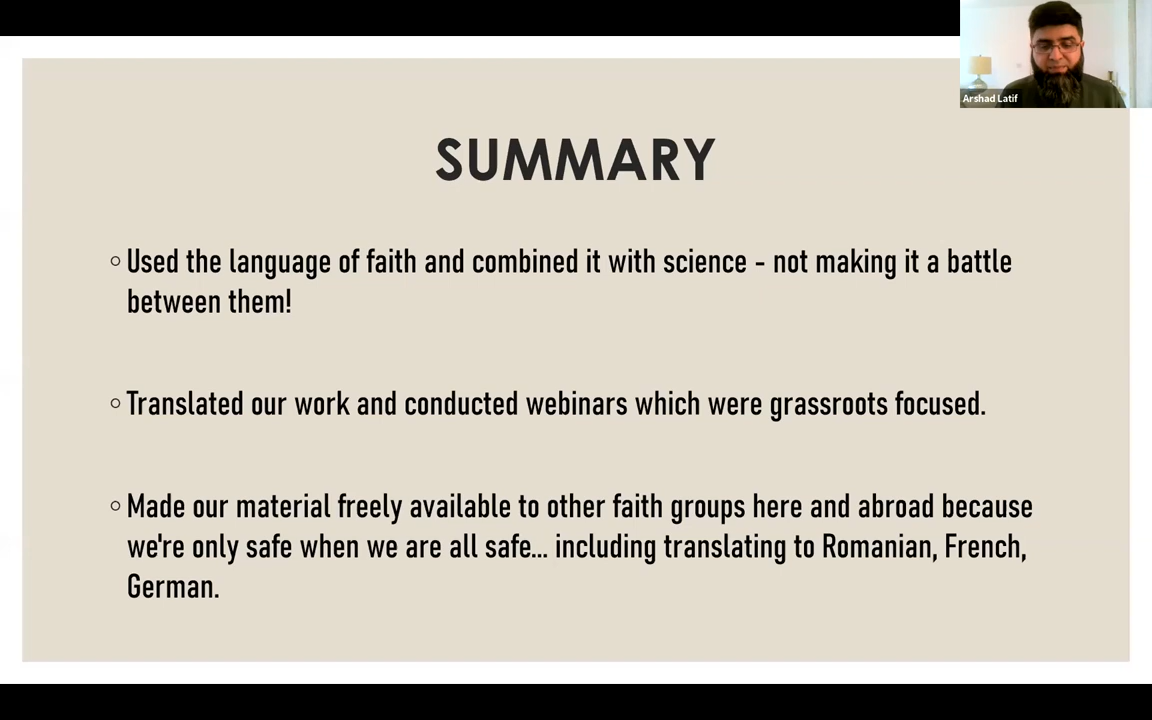 Arshad Latif
SUMMARY
◦ Used the language of faith and combined it with science - not making it a battle
between them!
◦ Translated our work and conducted webinars which were grassroots focused.
◦ Made our material freely available to other faith groups here and abroad because
we're only safe when we are all safe... including translating to Romanian, French,
German.